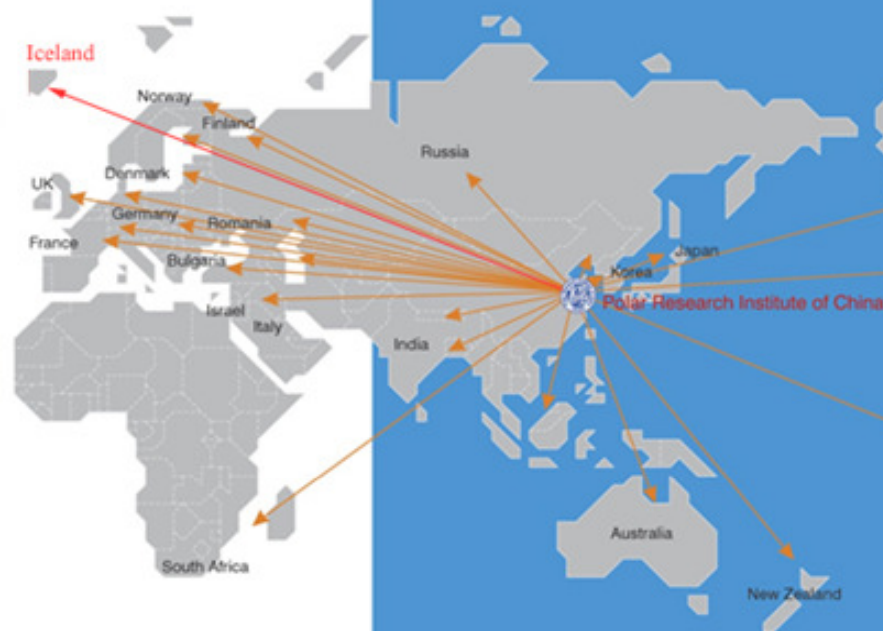 Iceland
Norway
Finland
Russia
Denmark
UK
Germany
Romania
France
Bulgaria
Japan
Korea
Polar Research Institute of China
Israel
Italy
India
Australia
South Africa
New Zealand